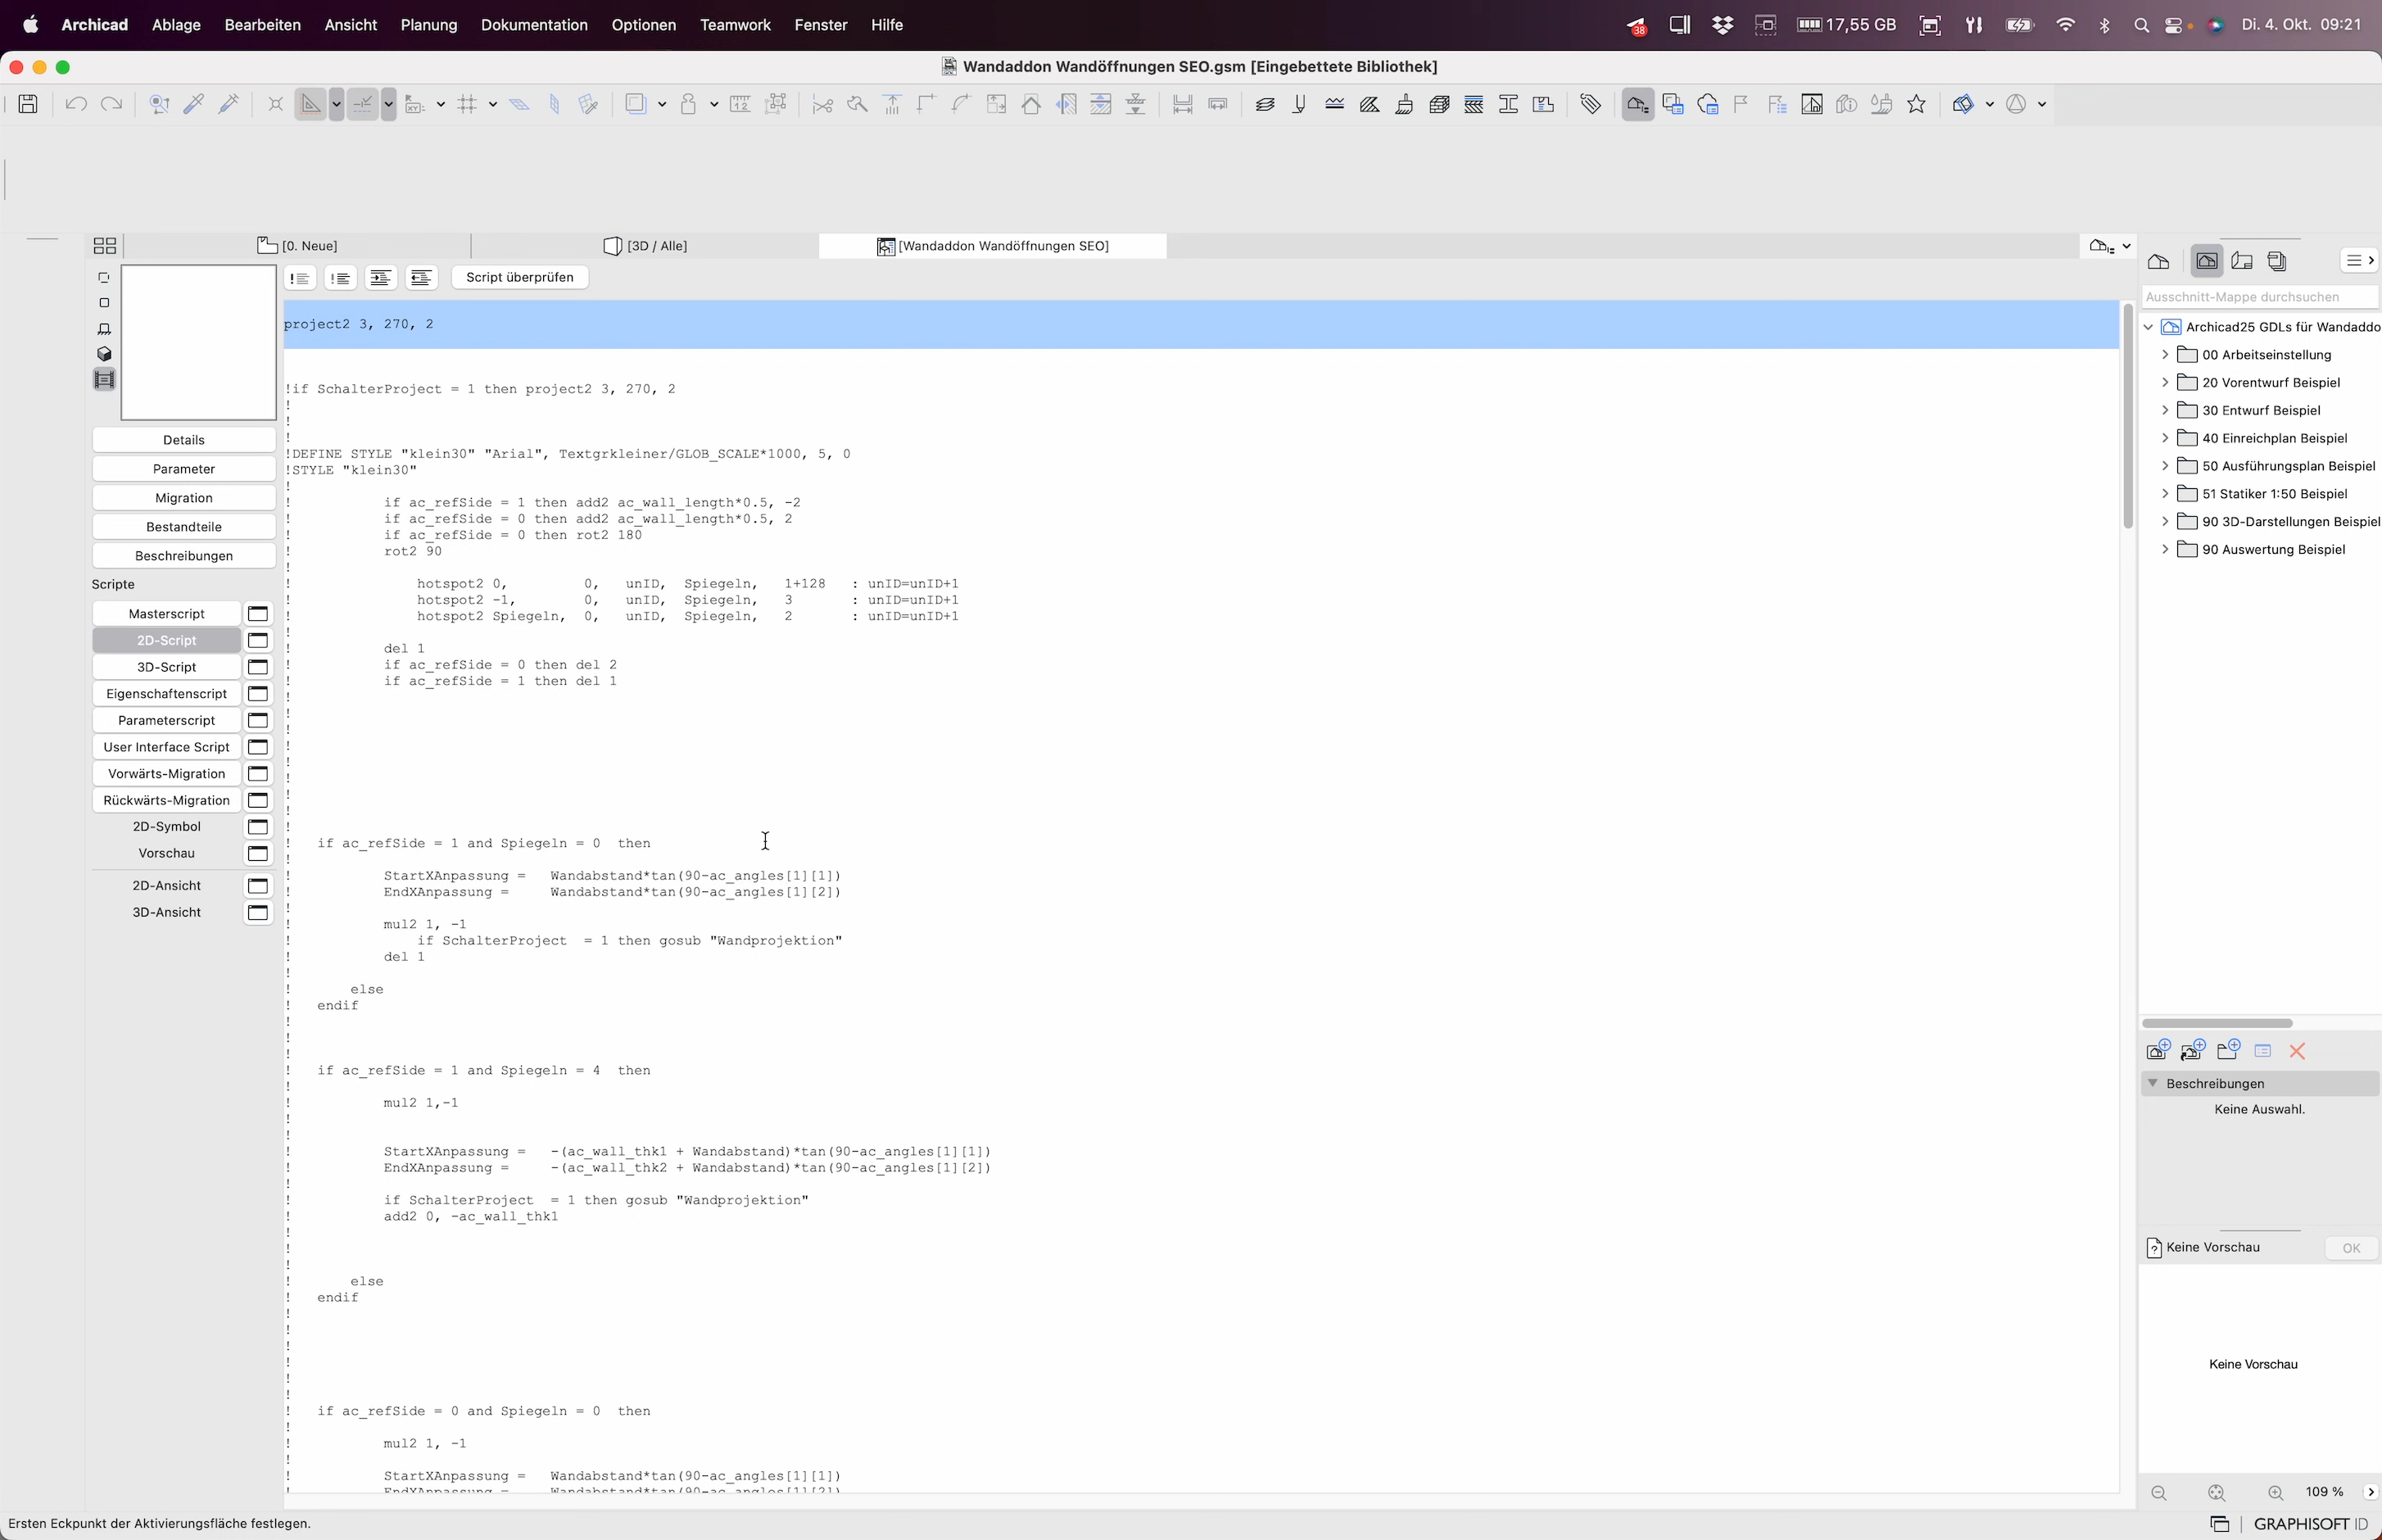 Archicad Ablage Bearbeiten Ansicht Planung Dokumentation Optionen Teamwork Fenster Hilfe 38 17,55 GB Di. 4. Okt. 09:21
Wandaddon Wandöffnungen SEO.gsm [Eingebettete Bibliothek]
[0. Neue] [3D / Alle] [Wandaddon Wandöffnungen SEO]
Script überprüfen
Details
Parameter
Migration
Bestandteile
Beschreibungen
Scripte
Masterscript
2D-Script
3D-Script
Eigenschaftenscript
Parameterscript
User Interface Script
Vorwärts-Migration
Rückwärts-Migration
2D-Symbol
Vorschau
2D-Ansicht
3D-Ansicht
project2 3, 270, 2
!if SchalterProject = 1 then project2 3, 270, 2
!
!
!
!DEFINE STYLE "klein30" "Arial", Textgrkleiner/GLOB_SCALE*1000, 5, 0
!STYLE "klein30"
!
! if ac_refSide = 1 then add2 ac_wall_length*0.5, -2
! if ac_refSide = 0 then add2 ac_wall_length*0.5, 2
! if ac_refSide = 0 then rot2 180
! rot2 90
!
! hotspot2 0, 0, unID, Spiegeln, 1+128 : unID=unID+1
! hotspot2 -1, 0, unID, Spiegeln, 3 : unID=unID+1
! hotspot2 Spiegeln, 0, unID, Spiegeln, 2 : unID=unID+1
!
! del 1
! if ac_refSide = 0 then del 2
! if ac_refSide = 1 then del 1
!
!
!
!
!
!
!
!
!
! if ac_refSide = 1 and Spiegeln = 0 then
!
! StartXAnpassung = Wandabstand*tan(90-ac_angles[1][1])
! EndXAnpassung = Wandabstand*tan(90-ac_angles[1][2])
!
! mul2 1, -1
! if SchalterProject = 1 then gosub "Wandprojektion"
! del 1
!
! else
! endif
!
!
!
! if ac_refSide = 1 and Spiegeln = 4 then
!
! mul2 1,-1
!
!
! StartXAnpassung = -(ac_wall_thk1 + Wandabstand)*tan(90-ac_angles[1][1])
! EndXAnpassung = -(ac_wall_thk2 + Wandabstand)*tan(90-ac_angles[1][2])
!
! if SchalterProject = 1 then gosub "Wandprojektion"
! add2 0, -ac_wall_thk1
!
!
!
! else
! endif
!
!
!
!
!
!
! if ac_refSide = 0 and Spiegeln = 0 then
!
! mul2 1, -1
!
! StartXAnpassung = Wandabstand*tan(90-ac_angles[1][1])
! EndXAnpassung = Wandabstand*tan(90-ac_angles[1][2])
Ausschnitt-Mappe durchsuchen
Archicad25 GDLs für Wandaddo
00 Arbeitseinstellung
20 Vorentwurf Beispiel
30 Entwurf Beispiel
40 Einreichplan Beispiel
50 Ausführungsplan Beispiel
51 Statiker 1:50 Beispiel
90 3D-Darstellungen Beispiel
90 Auswertung Beispiel
Beschreibungen
Keine Auswahl.
Keine Vorschau OK
Keine Vorschau
109 %
Ersten Eckpunkt der Aktivierungsfläche festlegen.
GRAPHISOFT ID